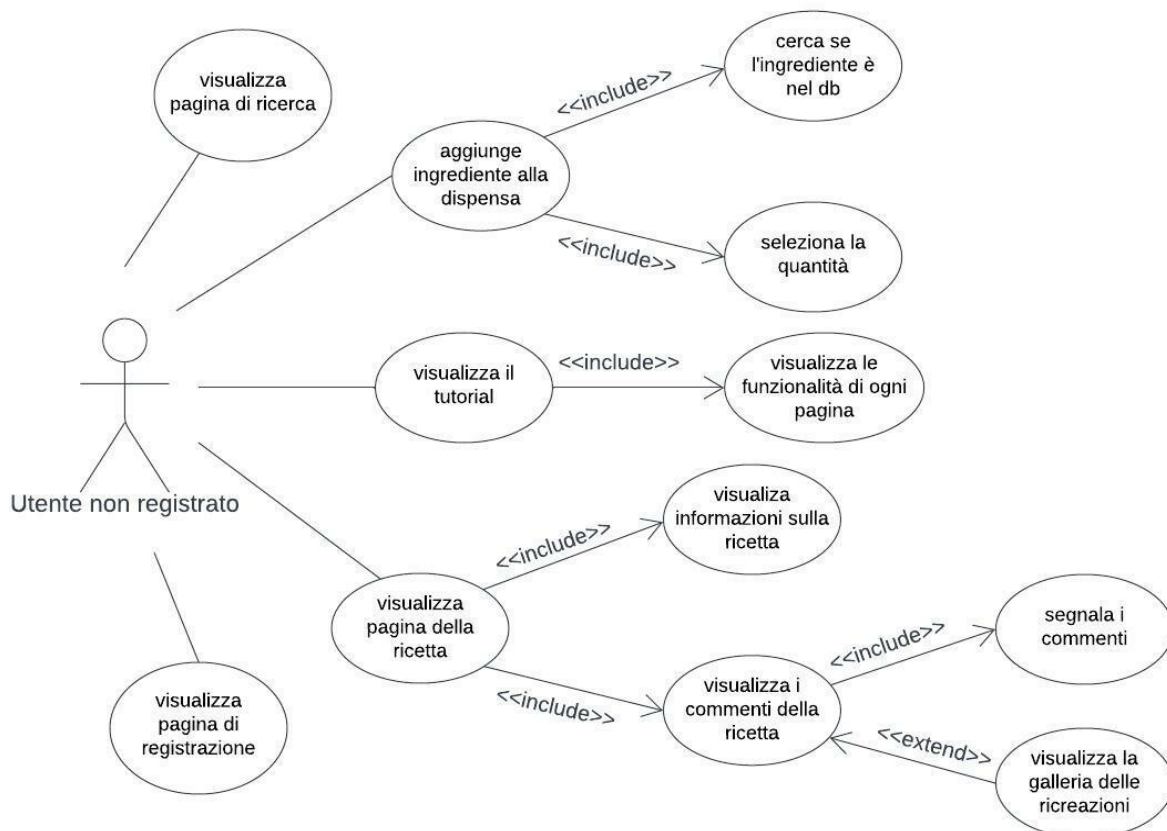 visualizza
pagina di ricerca
aggiunge
ingrediente alla
dispensa
<<include>>
cerca se
l'ingrediente è
nel db
<<include>>
seleziona la
quantità
visualizza il
tutorial
<<include>>
visualizza le
funzionalità di ogni
pagina
Utente non registrato
visualizza
pagina della
ricetta
<<include>>
visualiza
informazioni sulla
ricetta
<<include>>
visualizza i
commenti della
ricetta
<<include>>
segnala i
commenti
<<extend>>
visualizza la
galleria delle
ricreazioni
visualizza
pagina di
registrazione